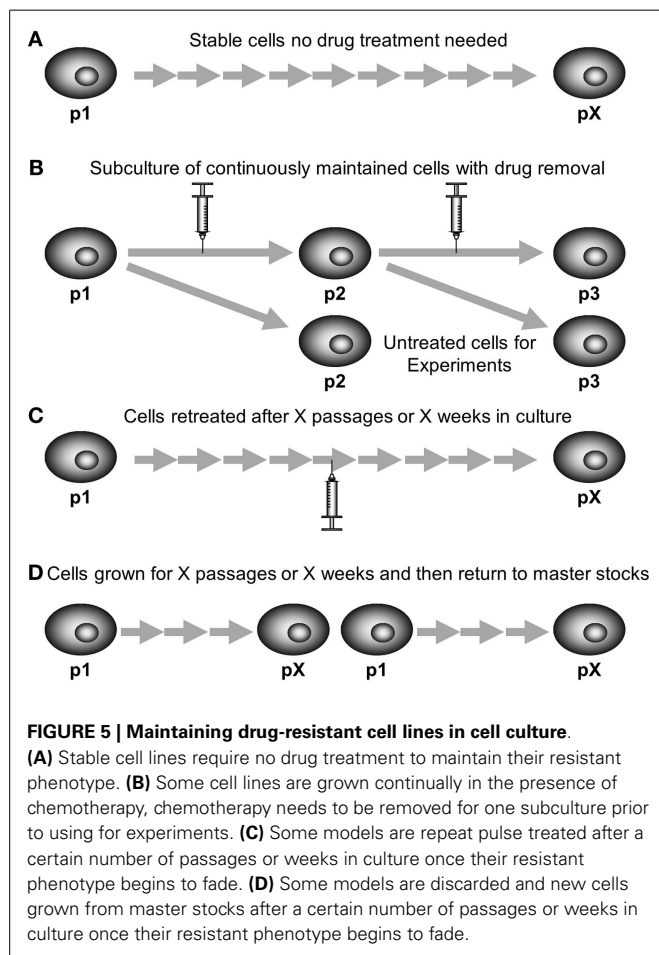 A
Stable cells no drug treatment needed
p1
pX
B
Subculture of continuously maintained cells with drug removal
p1
p2
p3
p2
Untreated cells for
Experiments
p3
C
Cells retreated after X passages or X weeks in culture
p1
pX
D Cells grown for X passages or X weeks and then return to master stocks
p1
pX
p1
pX
FIGURE 5 | Maintaining drug-resistant cell lines in cell culture.
(A) Stable cell lines require no drug treatment to maintain their resistant
phenotype. (B) Some cell lines are grown continually in the presence of
chemotherapy, chemotherapy needs to be removed for one subculture prior
to using for experiments. (C) Some models are repeat pulse treated after a
certain number of passages or weeks in culture once their resistant
phenotype begins to fade. (D) Some models are discarded and new cells
grown from master stocks after a certain number of passages or weeks in
culture once their resistant phenotype begins to fade.